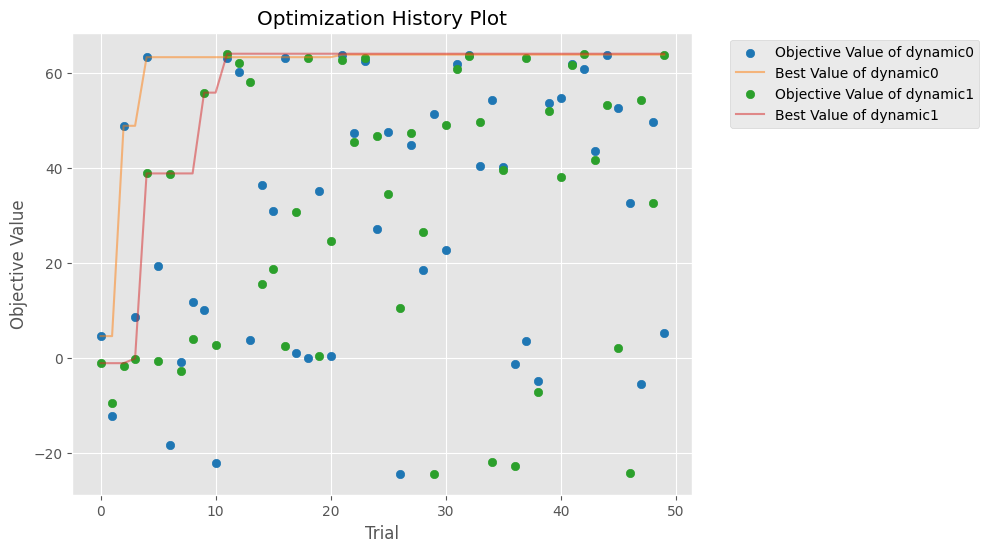 Optimization History Plot
Objective Value of dynamic0
Best Value of dynamic0
Objective Value of dynamic1
Best Value of dynamic1
Objective Value
60
40
20
0
−20
0 10 20 30 40 50
Trial